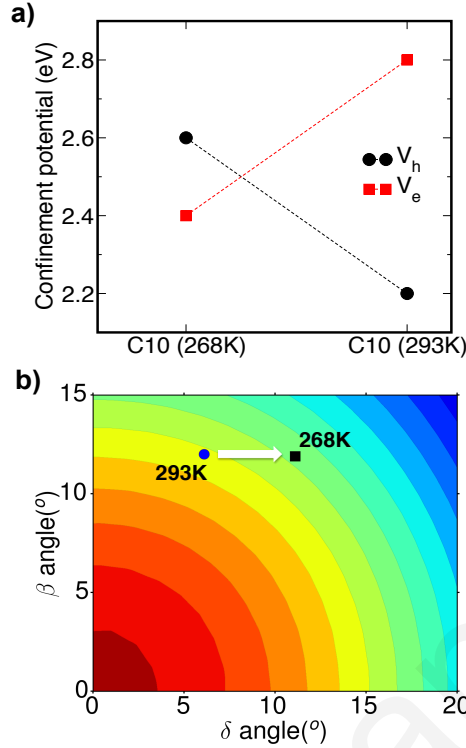 a)
Confinement potential (eV)
2.8
2.6
2.4
2.2
V_h
V_e
C10 (268K)
C10 (293K)
b)
β angle(º)
15
10
5
0
268K
293K
0
5
10
15
20
δ angle(º)